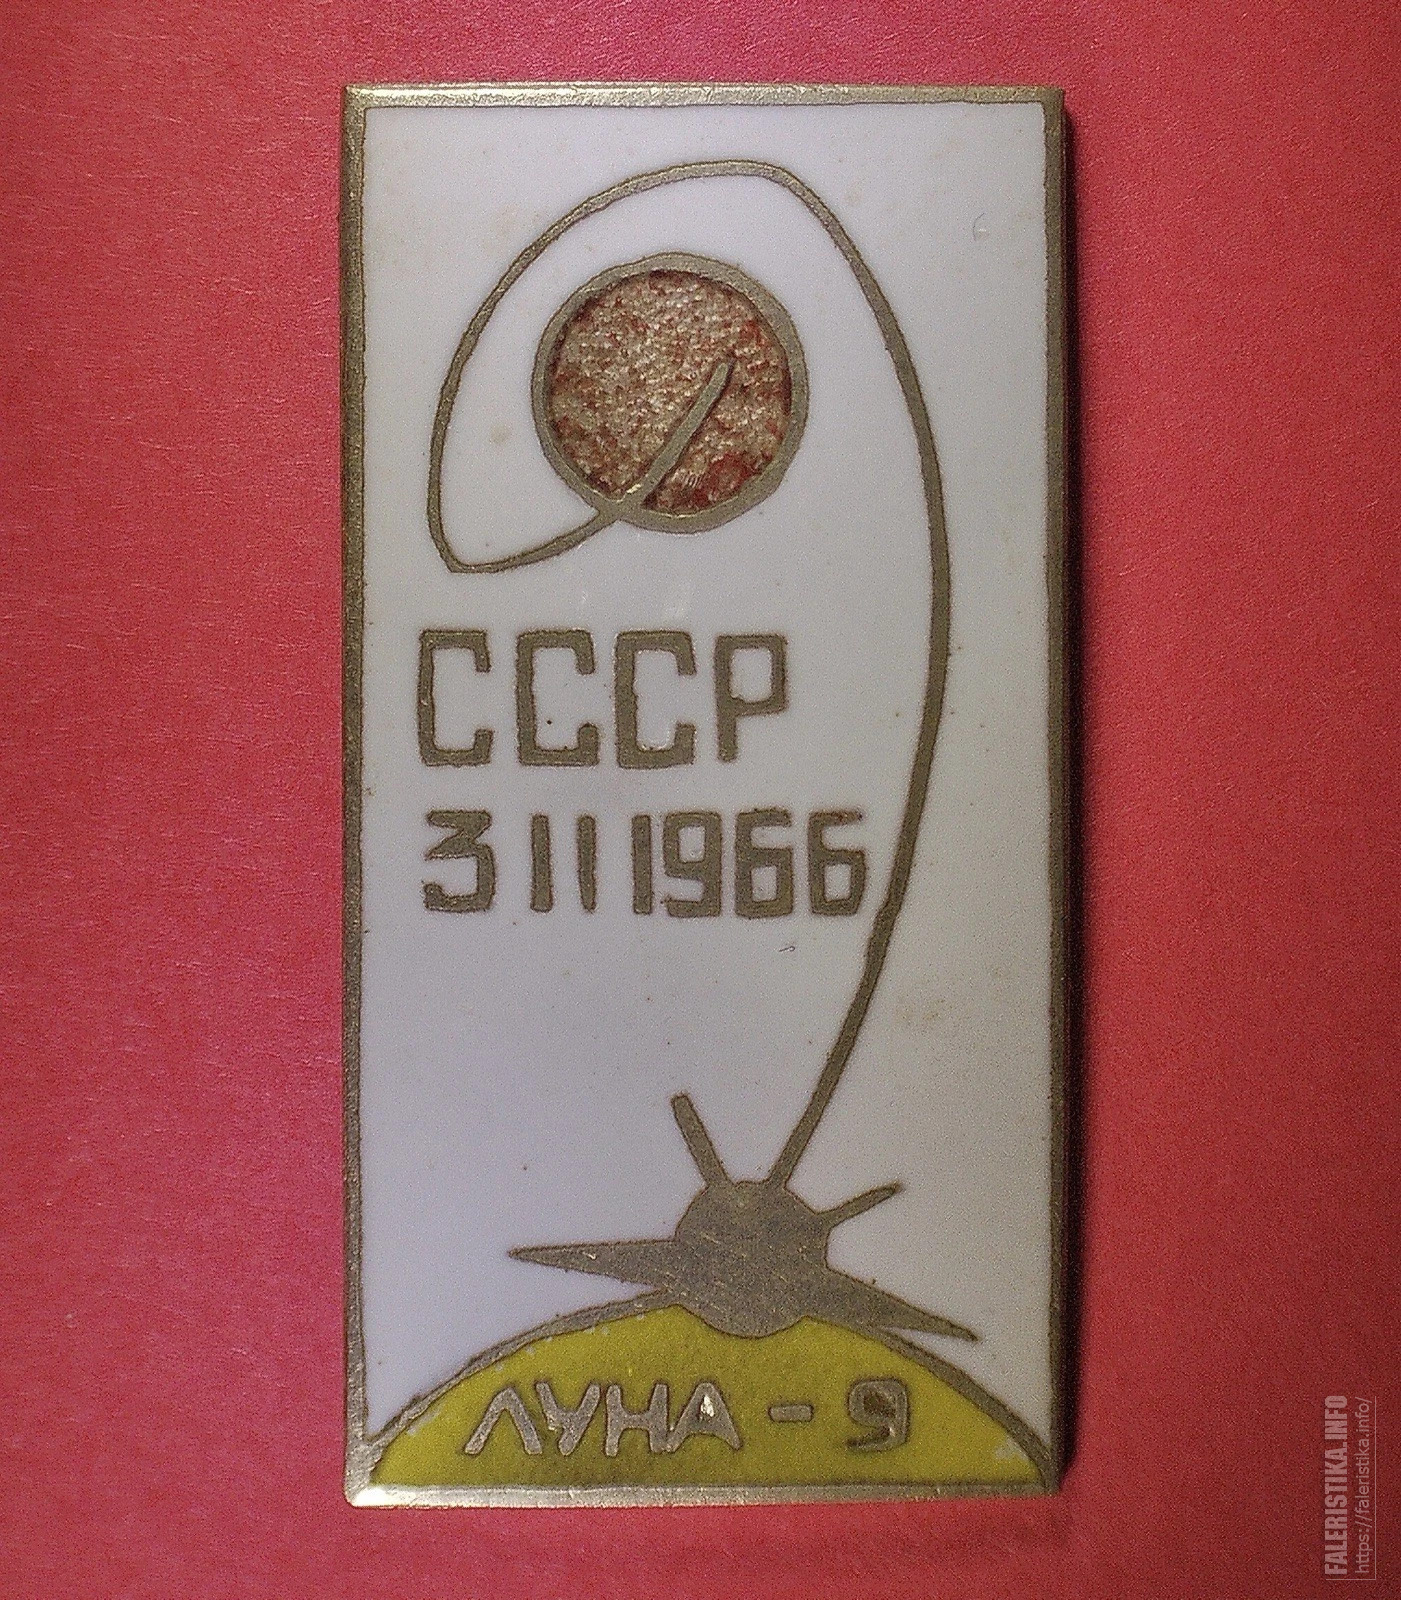 СССР
3 II 1966
ЛУНА - 9
FALERISTIKA.INFO
https://faleristika.info/